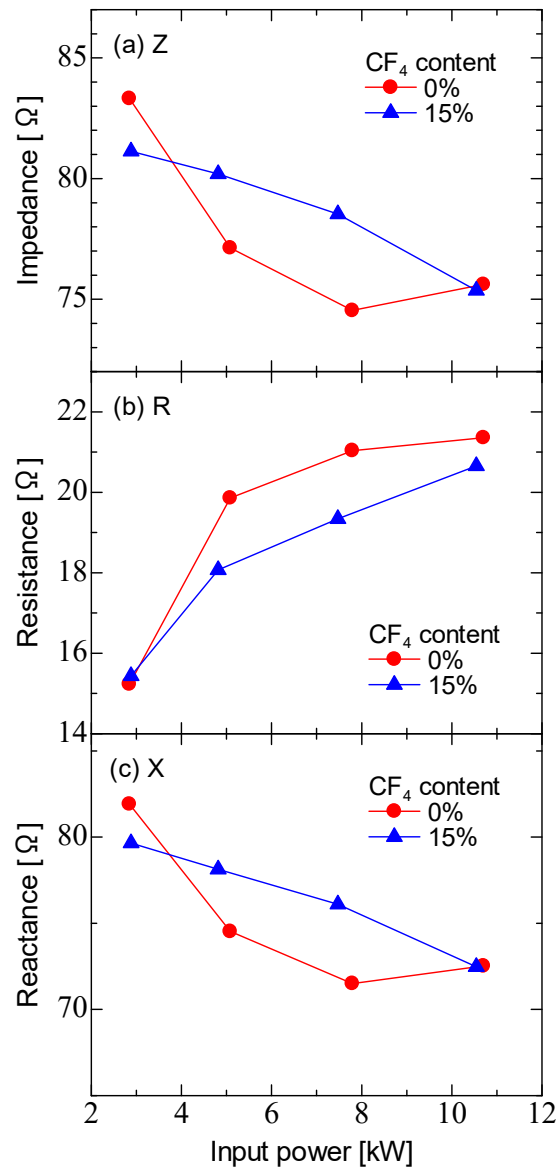 (a) Z
CF₄ content
0%
15%
85
80
75
Impedance [ Ω ]
(b) R
22
20
18
16
14
Resistance [ Ω ]
CF₄ content
0%
15%
(c) X
CF₄ content
0%
15%
80
70
Reactance [ Ω ]
2 4 6 8 10 12
Input power [kW]